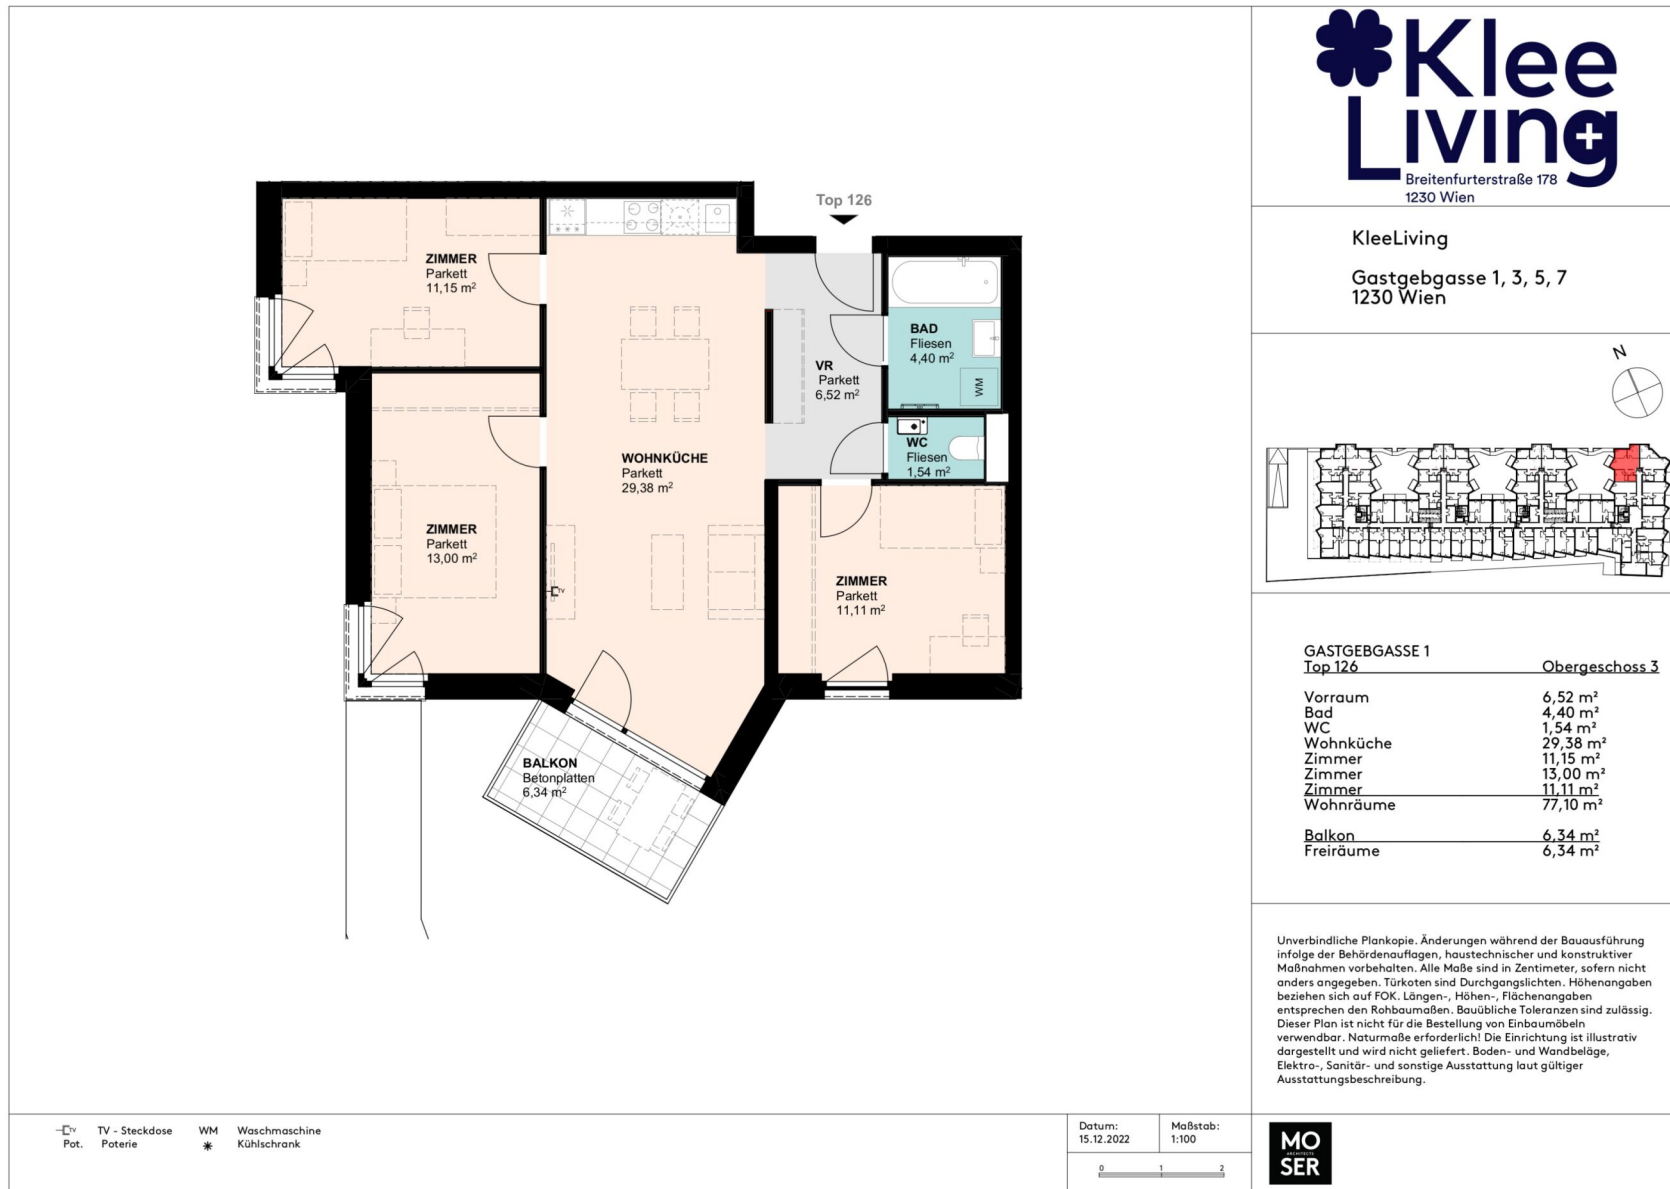 Top 126
ZIMMER
Parkett
11,15 m²
BAD
Fliesen
4,40 m²
WM
VR
Parkett
6,52 m²
WC
Fliesen
1,54 m²
WOHNKÜCHE
Parkett
29,38 m²
ZIMMER
Parkett
13,00 m²
TV
ZIMMER
Parkett
11,11 m²
BALKON
Betonplatten
6,34 m²
Klee
Living
Breitenfurterstraße 178
1230 Wien
KleeLiving
Gastgebgasse 1, 3, 5, 7
1230 Wien
N
GASTGEBGASSE 1
Top 126 Obergeschoss 3
Vorraum 6,52 m²
Bad 4,40 m²
WC 1,54 m²
Wohnküche 29,38 m²
Zimmer 11,15 m²
Zimmer 13,00 m²
Zimmer 11,11 m²
Wohnräume 77,10 m²
Balkon 6,34 m²
Freiräume 6,34 m²
Unverbindliche Plankopie. Änderungen während der Bauausführung
infolge der Behördenauflagen, haustechnischer und konstruktiver
Maßnahmen vorbehalten. Alle Maße sind in Zentimeter, sofern nicht
anders angegeben. Türkoten sind Durchgangslichten. Höhenangaben
beziehen sich auf FOK. Längen-, Höhen-, Flächenangaben
entsprechen den Rohbaumaßen. Bauübliche Toleranzen sind zulässig.
Dieser Plan ist nicht für die Bestellung von Einbaumöbeln
verwendbar. Naturmaße erforderlich! Die Einrichtung ist illustrativ
dargestellt und wird nicht geliefert. Boden- und Wandbeläge,
Elektro-, Sanitär- und sonstige Ausstattung laut gültiger
Ausstattungsbeschreibung.
TV TV - Steckdose WM Waschmaschine
Pot. Poterie Kühlschrank
Datum: Maßstab:
15.12.2022 1:100
0 1 2
MO
ARCHITECTS
SER